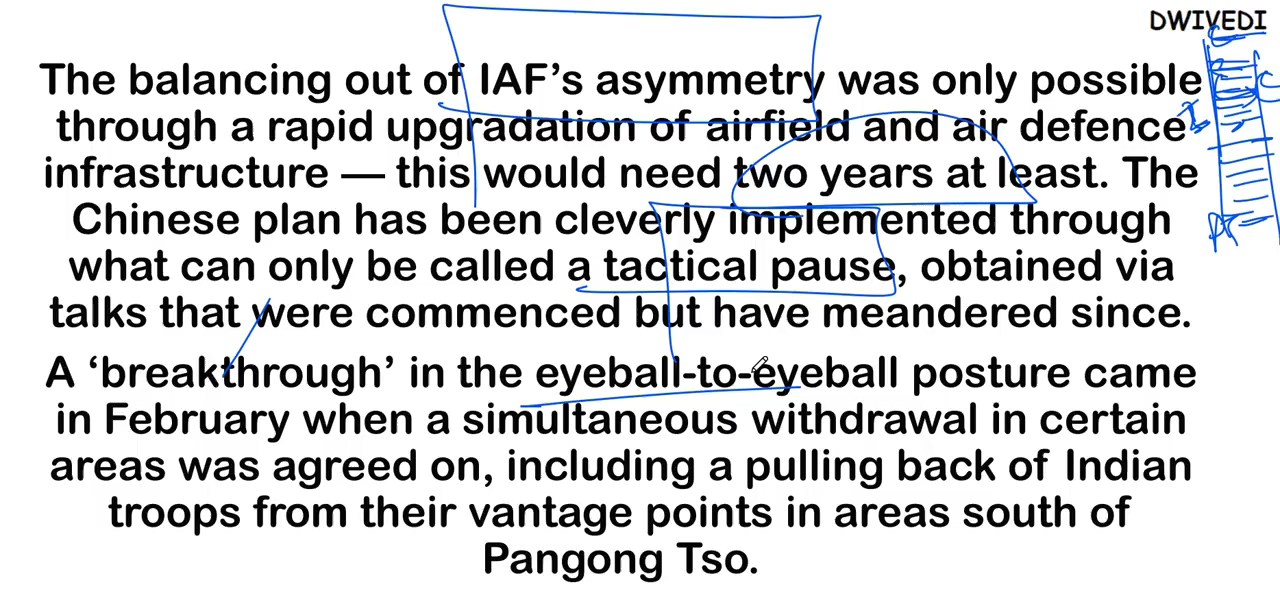 DWIVEDI
The balancing out of IAF’s asymmetry was only possible
through a rapid upgradation of airfield and air defence
infrastructure — this would need two years at least. The
Chinese plan has been cleverly implemented through
what can only be called a tactical pause, obtained via
talks that were commenced but have meandered since.
A ‘breakthrough’ in the eyeball-to-eyeball posture came
in February when a simultaneous withdrawal in certain
areas was agreed on, including a pulling back of Indian
troops from their vantage points in areas south of
Pangong Tso.